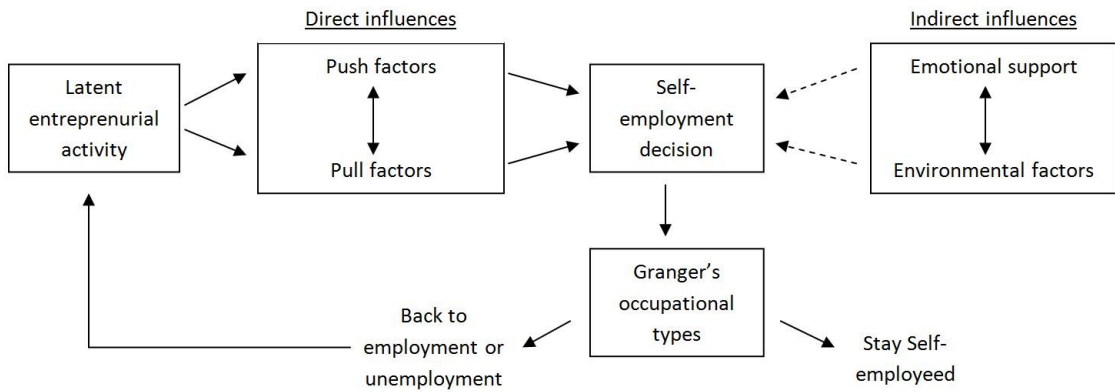 Direct influences
Indirect influences
Latent
entreprenurial
activity
Push factors
Pull factors
Self-
employment
decision
Emotional support
Environmental factors
Granger's
occupational
types
Back to
employment or
unemployment
Stay Self-
employeed